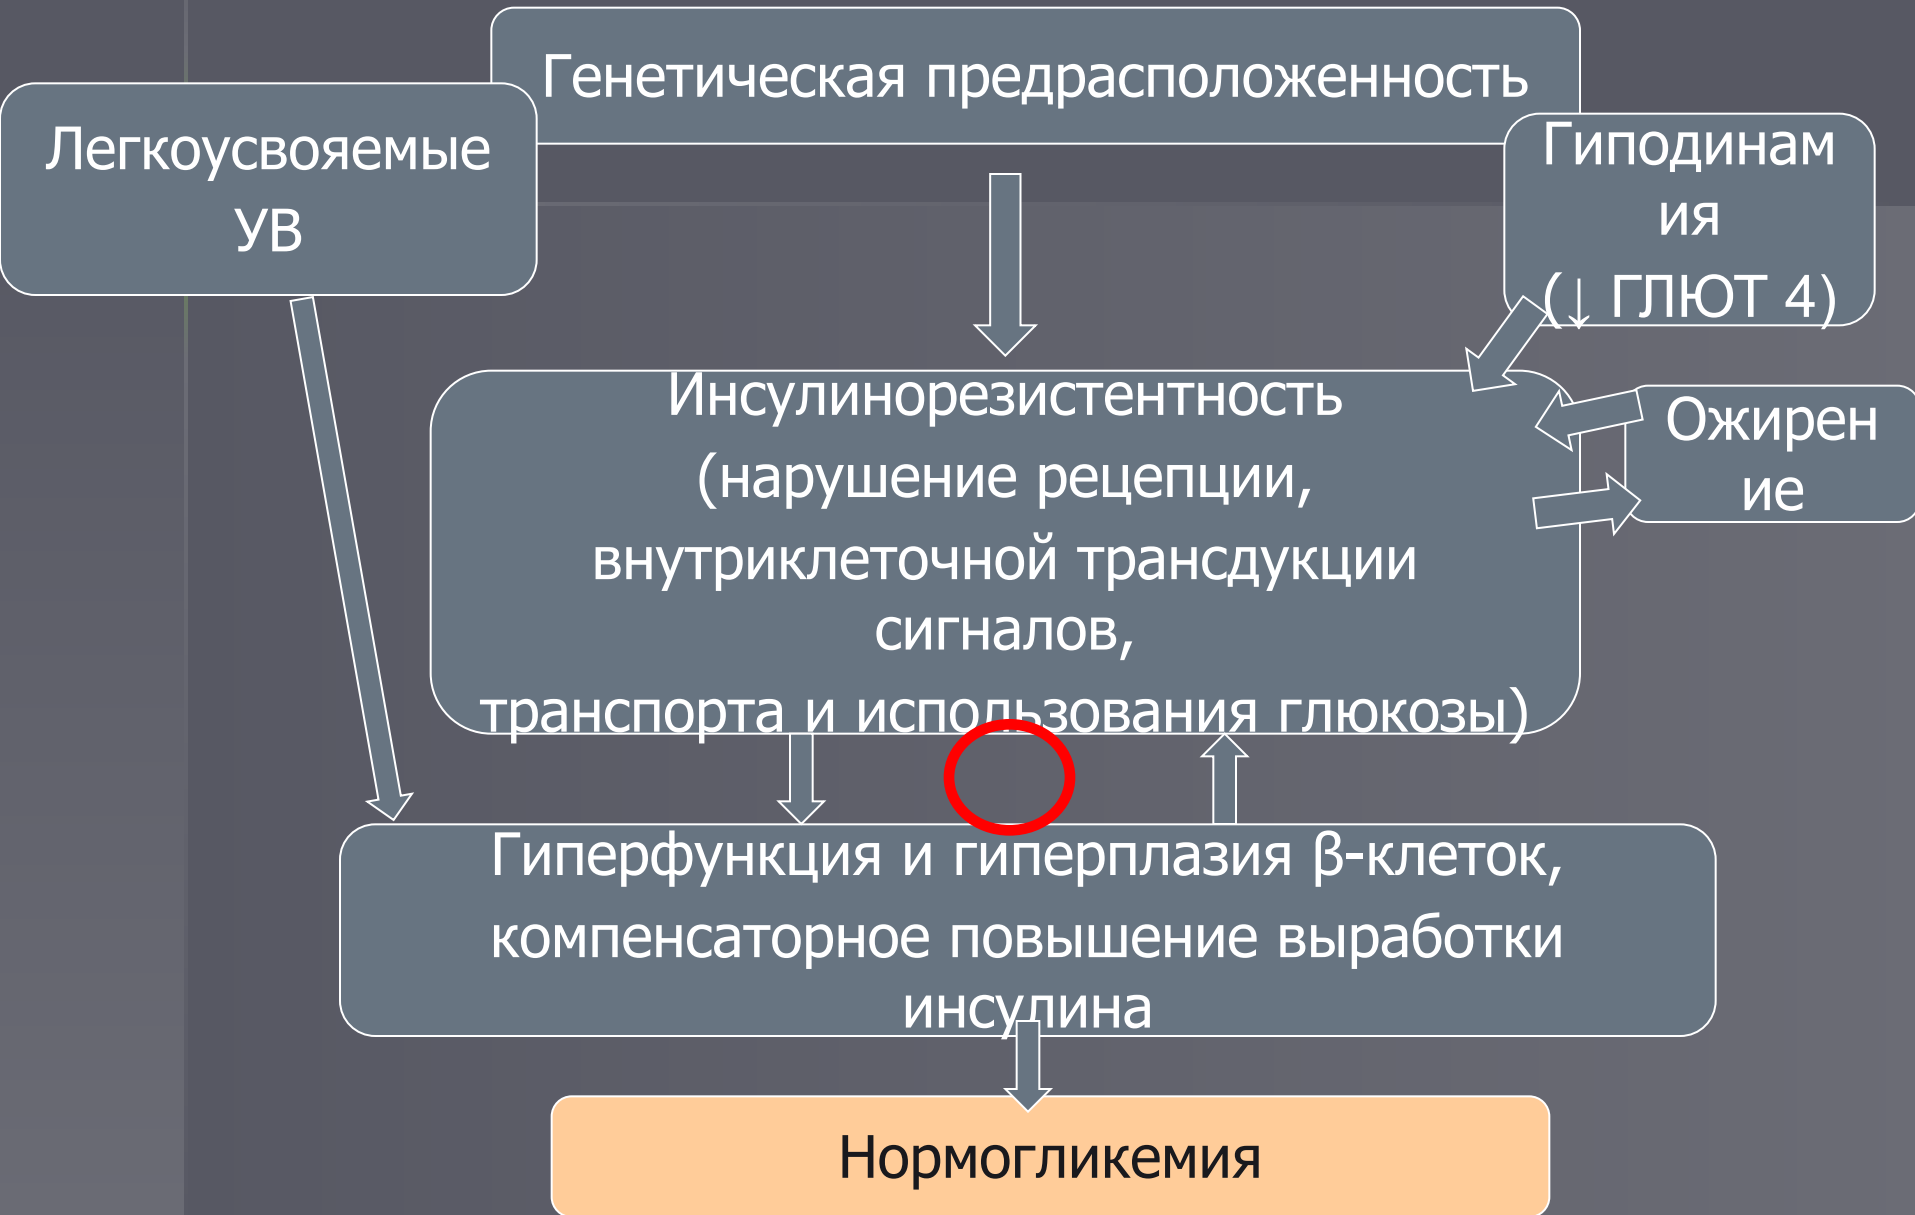 Генетическая предрасположенность
Легкоусвояемые
УВ
Гиподинам
ия
(↓ ГЛЮТ 4)
Инсулинорезистентность
(нарушение рецепции,
внутриклеточной трансдукции
сигналов,
транспорта и использования глюкозы)
Ожирен
ие
Гиперфункция и гиперплазия β-клеток,
компенсаторное повышение выработки
инсулина
Нормогликемия